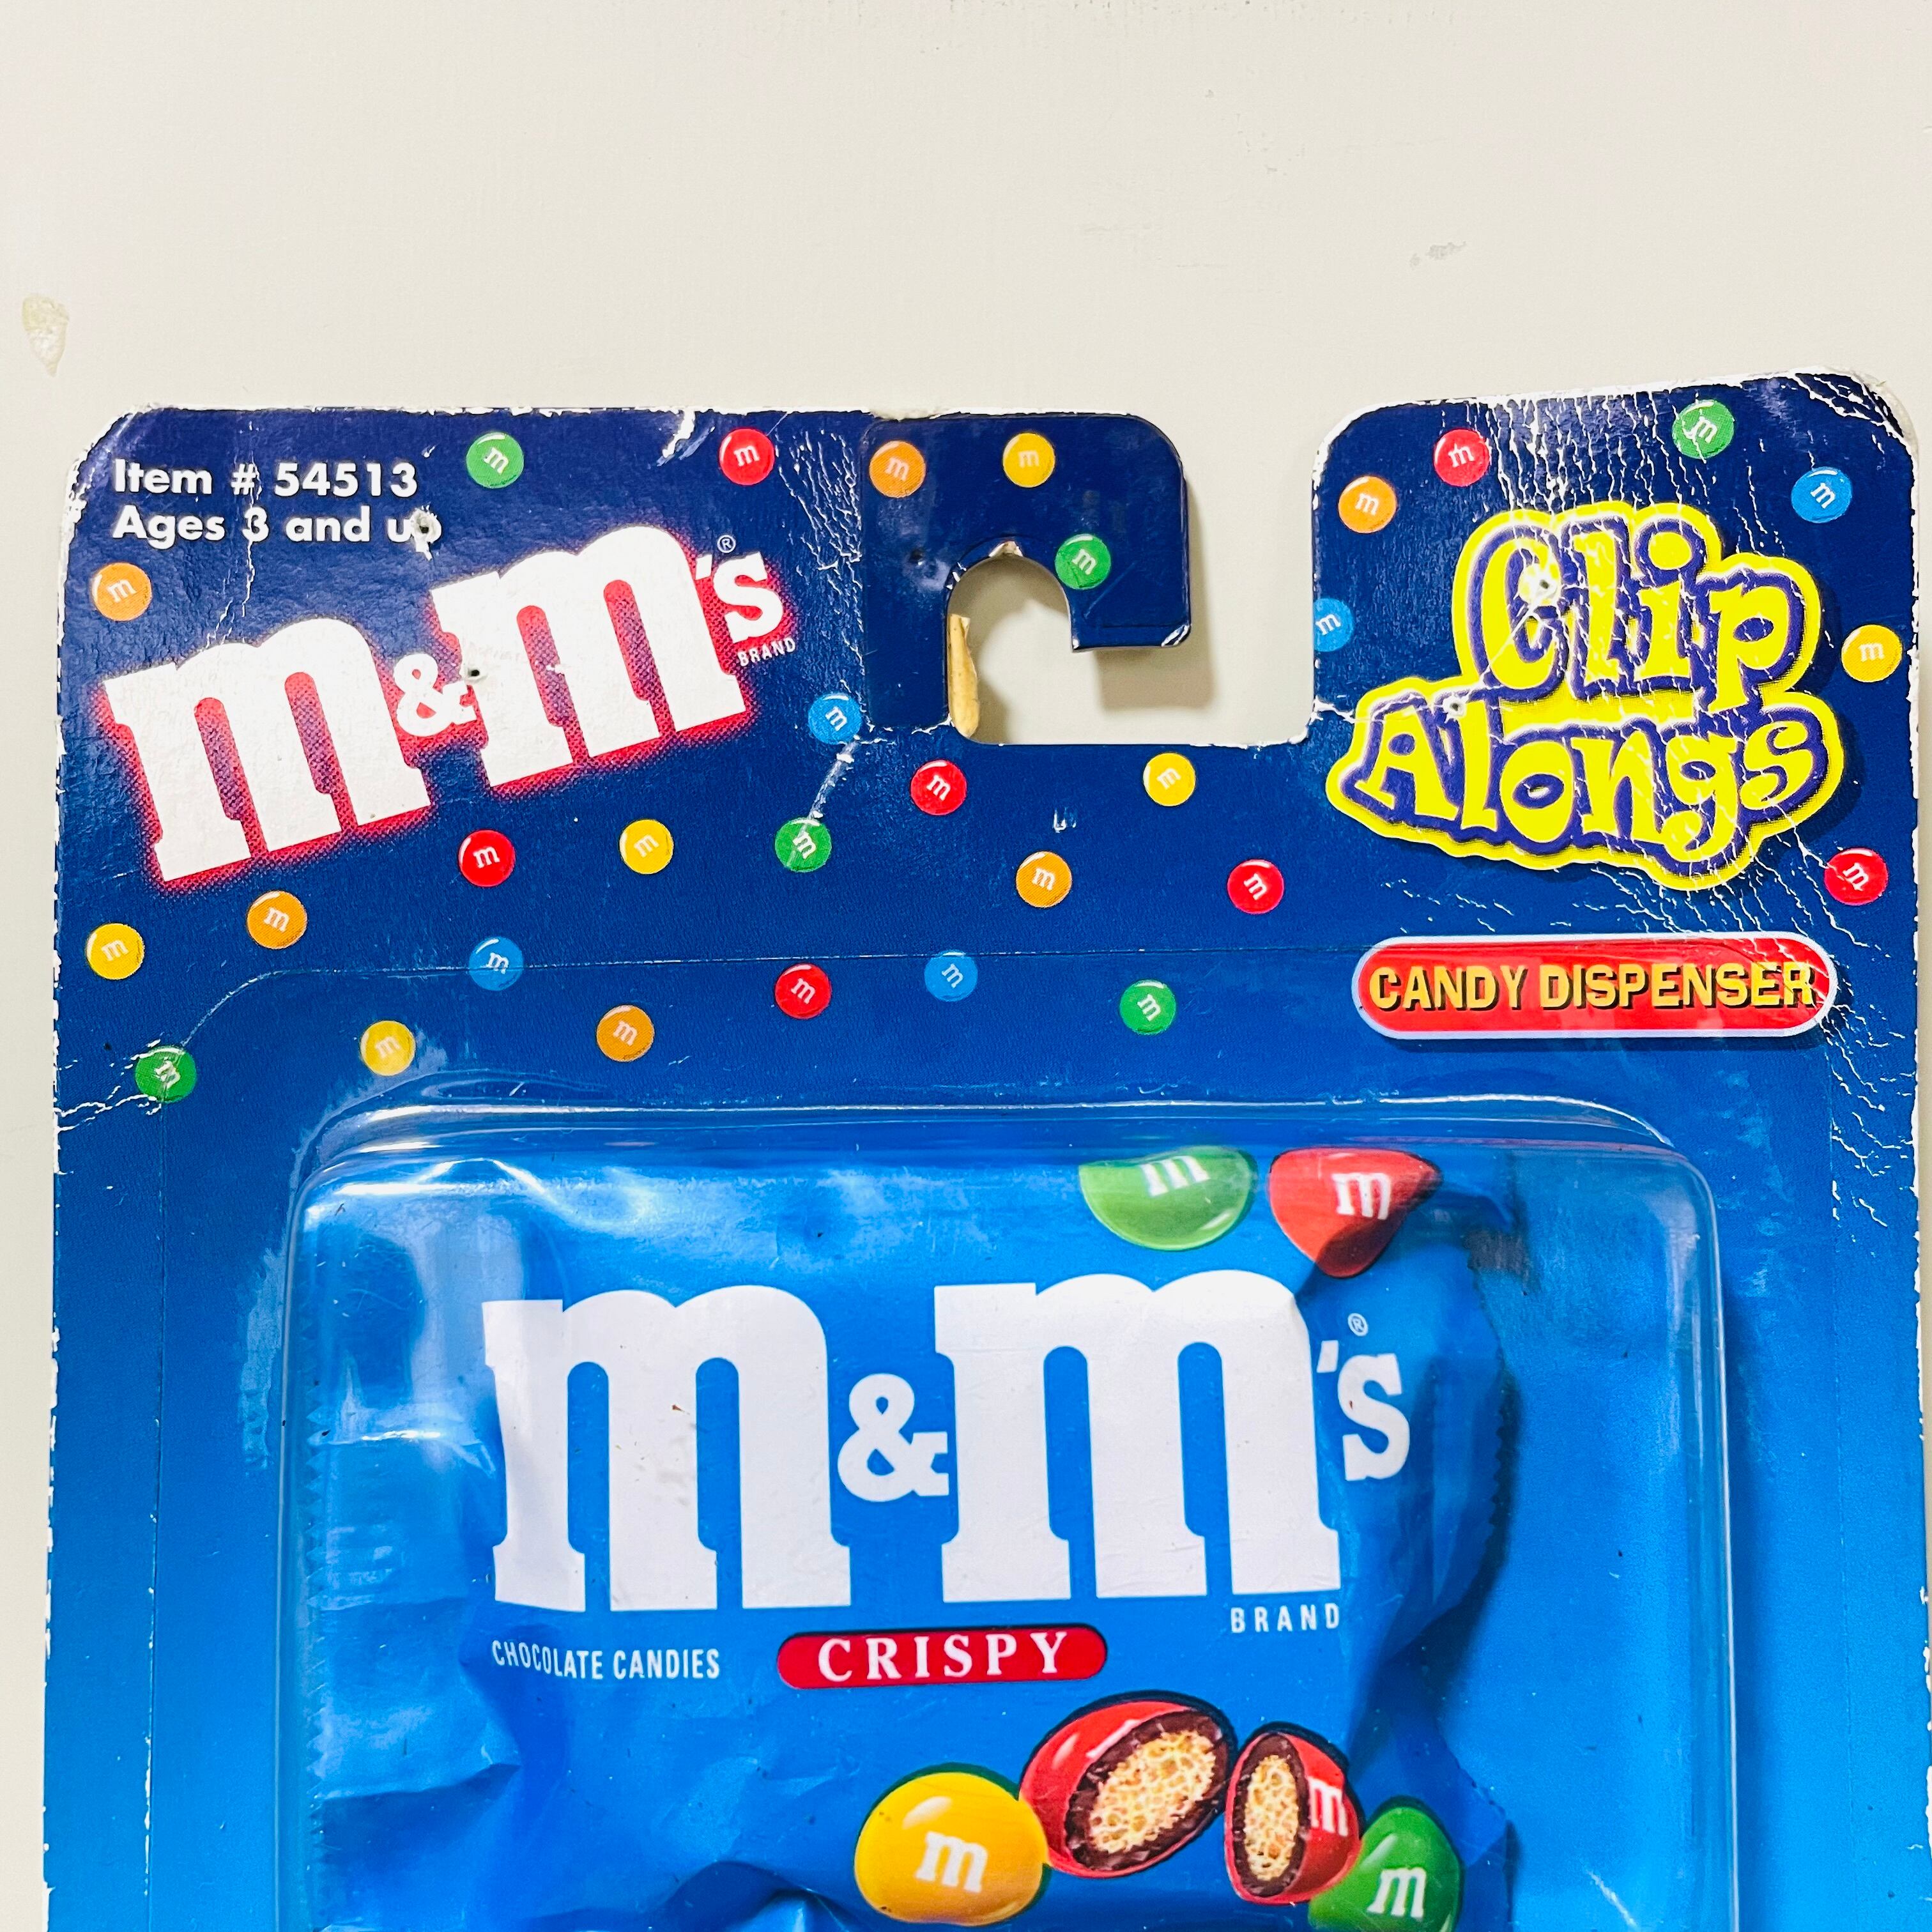 Item # 54513
Ages 3 and up
m&m's®
BRAND
Clip
Alongs
CANDY DISPENSER
m&m's®
BRAND
CHOCOLATE CANDIES
CRISPY